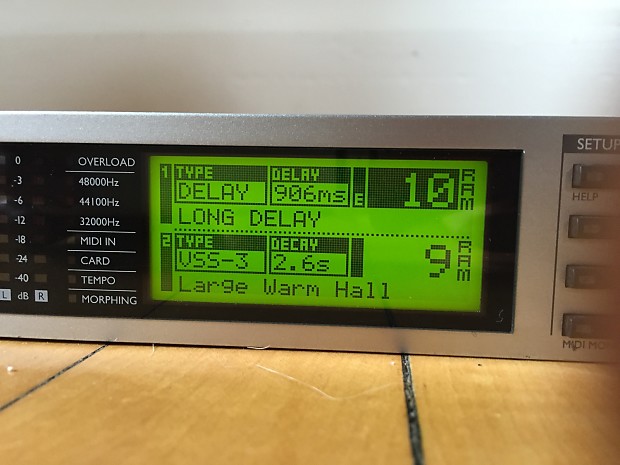 0
-3
-6
-12
-18
-24
-40
L dB R
OVERLOAD
48000Hz
44100Hz
32000Hz
MIDI IN
CARD
TEMPO
MORPHING
1 TYPE DELAY
DELAY 906ms E 10 RAM
LONG DELAY
2 TYPE DECAY
VSS-3 2.6s 9 RAM
Large Warm Hall
SETUP
HELP
MIDI